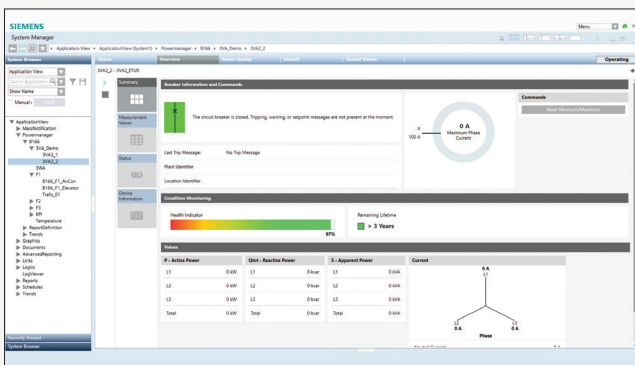 SIEMENS
Menu
System Manager
Application View
ApplicationView (System1)
Powermanager
B166
3VA_Demo
3VA2_2
System Browser
Charts
Overview
Power Quality
Default
Textual Viewer
Operating
Application View
3VA2_2 - 3VA2_ETU8
Show Name
Manual
Summary
Measurement Values
Status
Device Information
ApplicationView
MassNotification
Powermanager
B166
3VA_Demo
3VA2_1
3VA2_2
3WA
F1
B166_F1_AirCon
B166_F1_Elevator
Trafo_01
F2
F3
KPI
Temperature
ReportDefinition
Trends
Graphics
Documents
AdvancedReporting
Links
Logics
LogViewer
Reports
Schedules
Trends
Recently Viewed
System Browser
Breaker Information and Commands
The circuit breaker is closed. Tripping, warning, or setpoint messages are not present at the moment.
Last Trip Message: No Trip Message
Plant Identifier
Location Identifier
0 A
Maximum Phase
Current
0
100 A
Commands
Reset Minimum/Maximum
Condition Monitoring
Health Indicator
97%
Remaining Lifetime
> 3 Years
Values
P - Active Power
L1 0 kW
L2 0 kW
L3 0 kW
Total 0 kW
Qtot - Reactive Power
L1 0 kvar
L2 0 kvar
L3 0 kvar
Total 0 kvar
S - Apparent Power
L1 0 kVA
L2 0 kVA
L3 0 kVA
Total 0 kVA
Current
0 A
L1
L2
0 A
L3
0 A
Phase